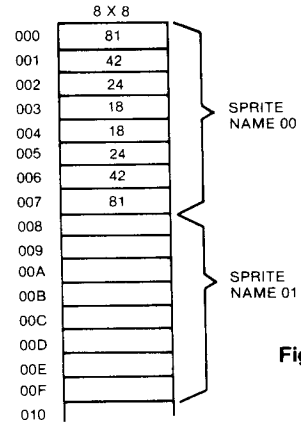 8 X 8
000 81
001 42
002 24
003 18
004 18
005 24
006 42
007 81
SPRITE
NAME 00
008
009
00A
00B
00C
00D
00E
00F
010
SPRITE
NAME 01
Fig